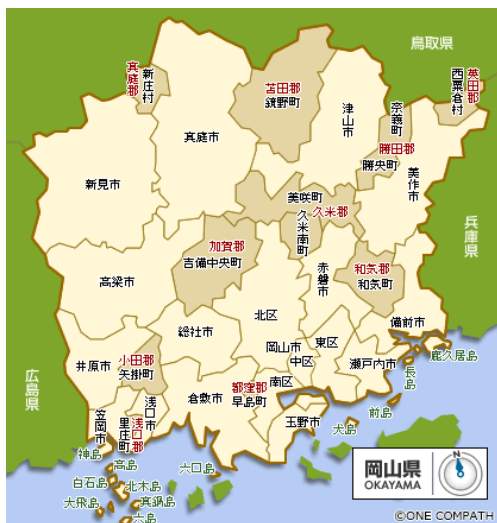 鳥取県
真庭郡
新庄村
苫田郡
鏡野町
津山市
奈義町
英田郡
西粟倉村
真庭市
勝田郡
勝央町
美作市
新見市
美咲町
久米郡
久米南町
兵庫県
加賀郡
吉備中央町
赤磐市
和気郡
和気町
高梁市
北区
備前市
総社市
岡山市
東区
中区
瀬戸内市
鹿久居島
長島
井原市
小田郡
矢掛町
広島県
都窪郡
早島町
南区
倉敷市
浅口市
笠岡市
里庄町
浅口郡
玉野市
前島
犬島
神島
高島
六口島
白石島
北木島
大飛島
真鍋島
六島
岡山県
OKAYAMA
N
©ONE COMPATH